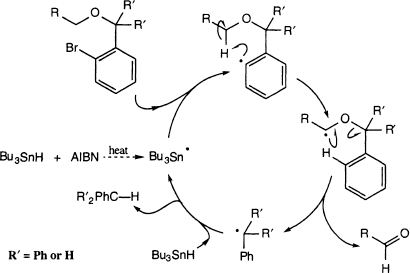 R O R' R'
Br
R O R' R'
H
R O R' R'
H
Bu₃SnH + AIBN heat Bu₃Sn•
R'₂PhC–H
R' R'
Ph
Bu₃SnH
R O
H
R' = Ph or H